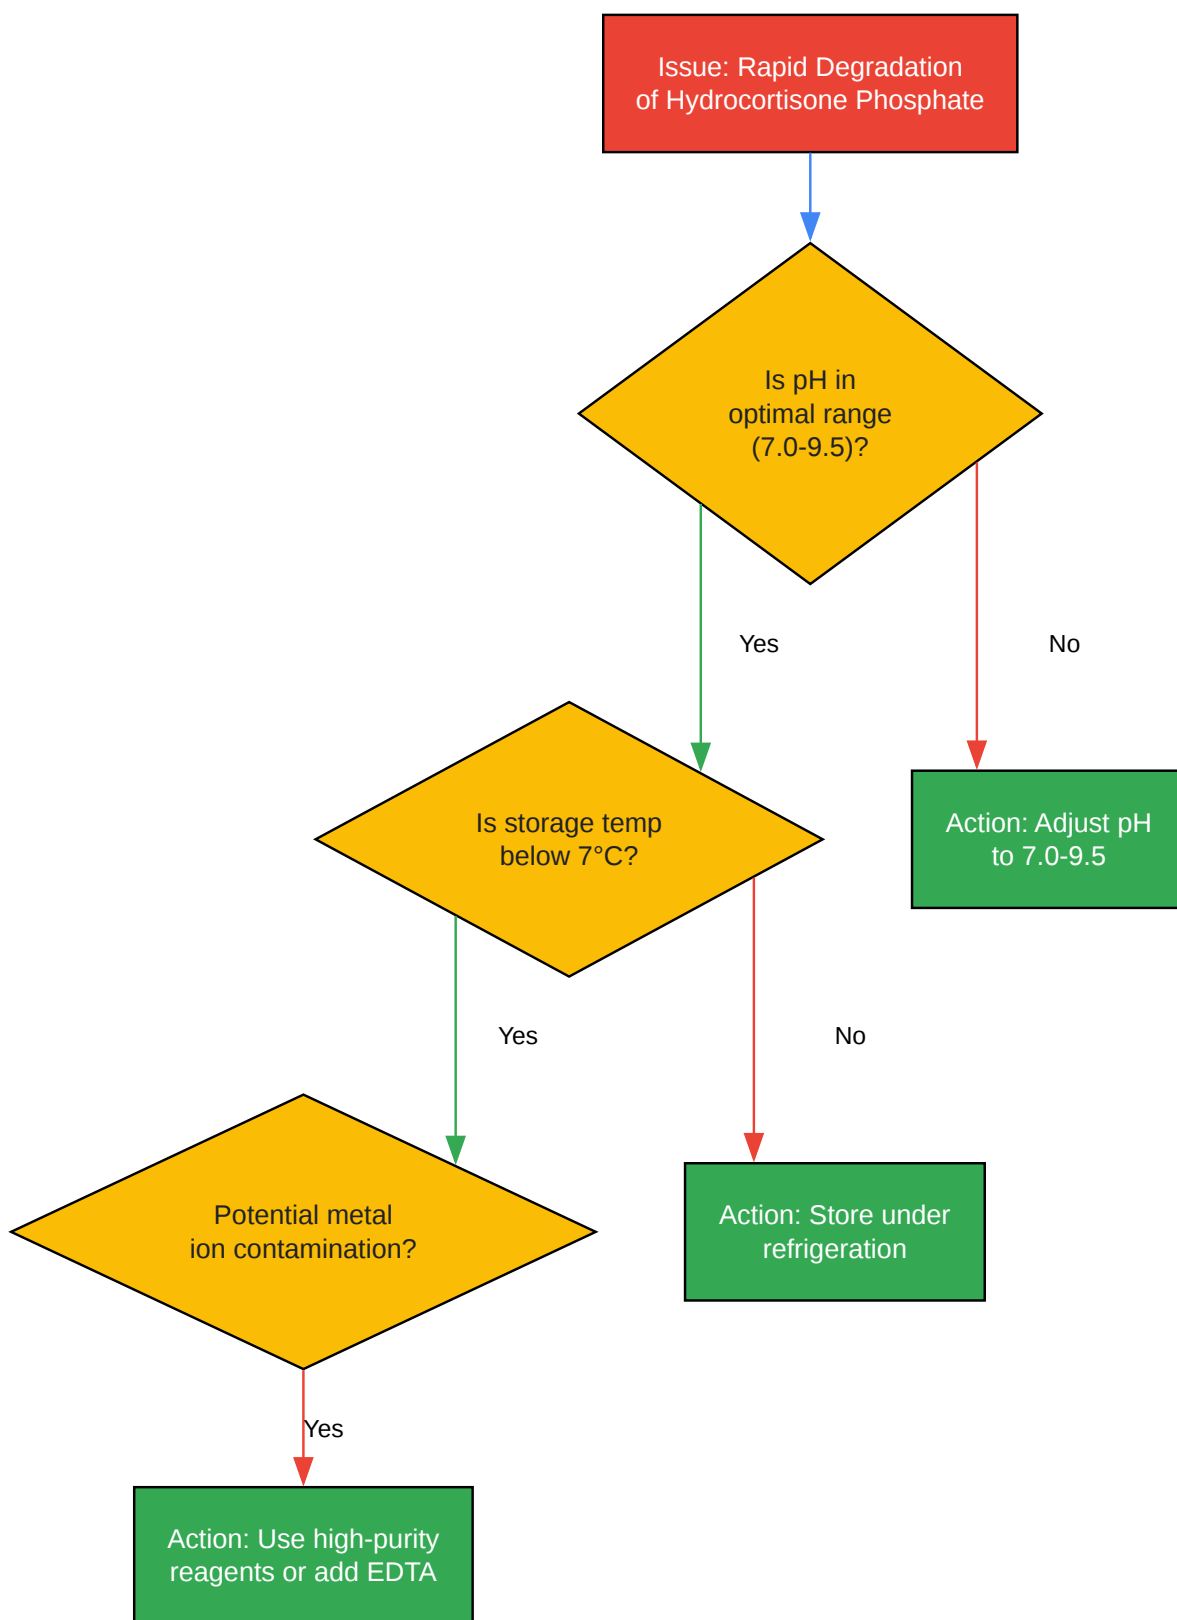 Issue: Rapid Degradation
of Hydrocortisone Phosphate
Is pH in
optimal range
(7.0-9.5)?
Yes
No
Is storage temp
below 7°C?
Action: Adjust pH
to 7.0-9.5
Yes
No
Potential metal
ion contamination?
Action: Store under
refrigeration
Yes
Action: Use high-purity
reagents or add EDTA